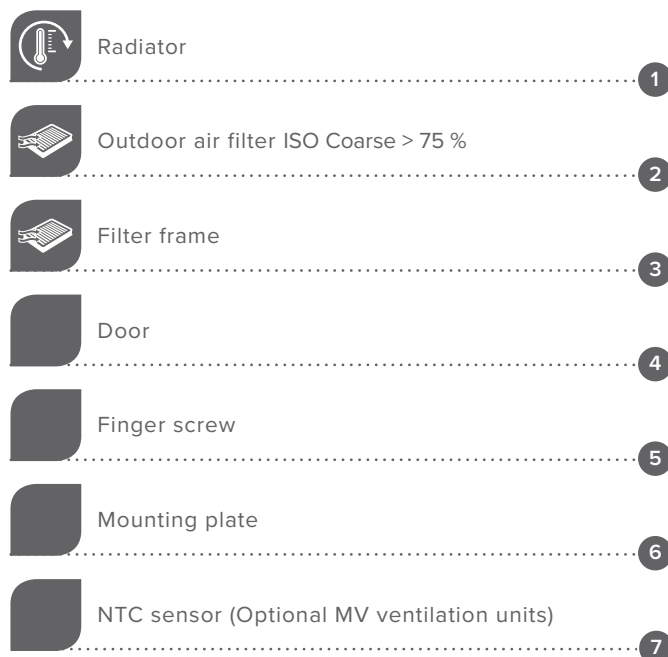 Radiator
1
Outdoor air filter ISO Coarse > 75 %
2
Filter frame
3
Door
4
Finger screw
5
Mounting plate
6
NTC sensor (Optional MV ventilation units)
7